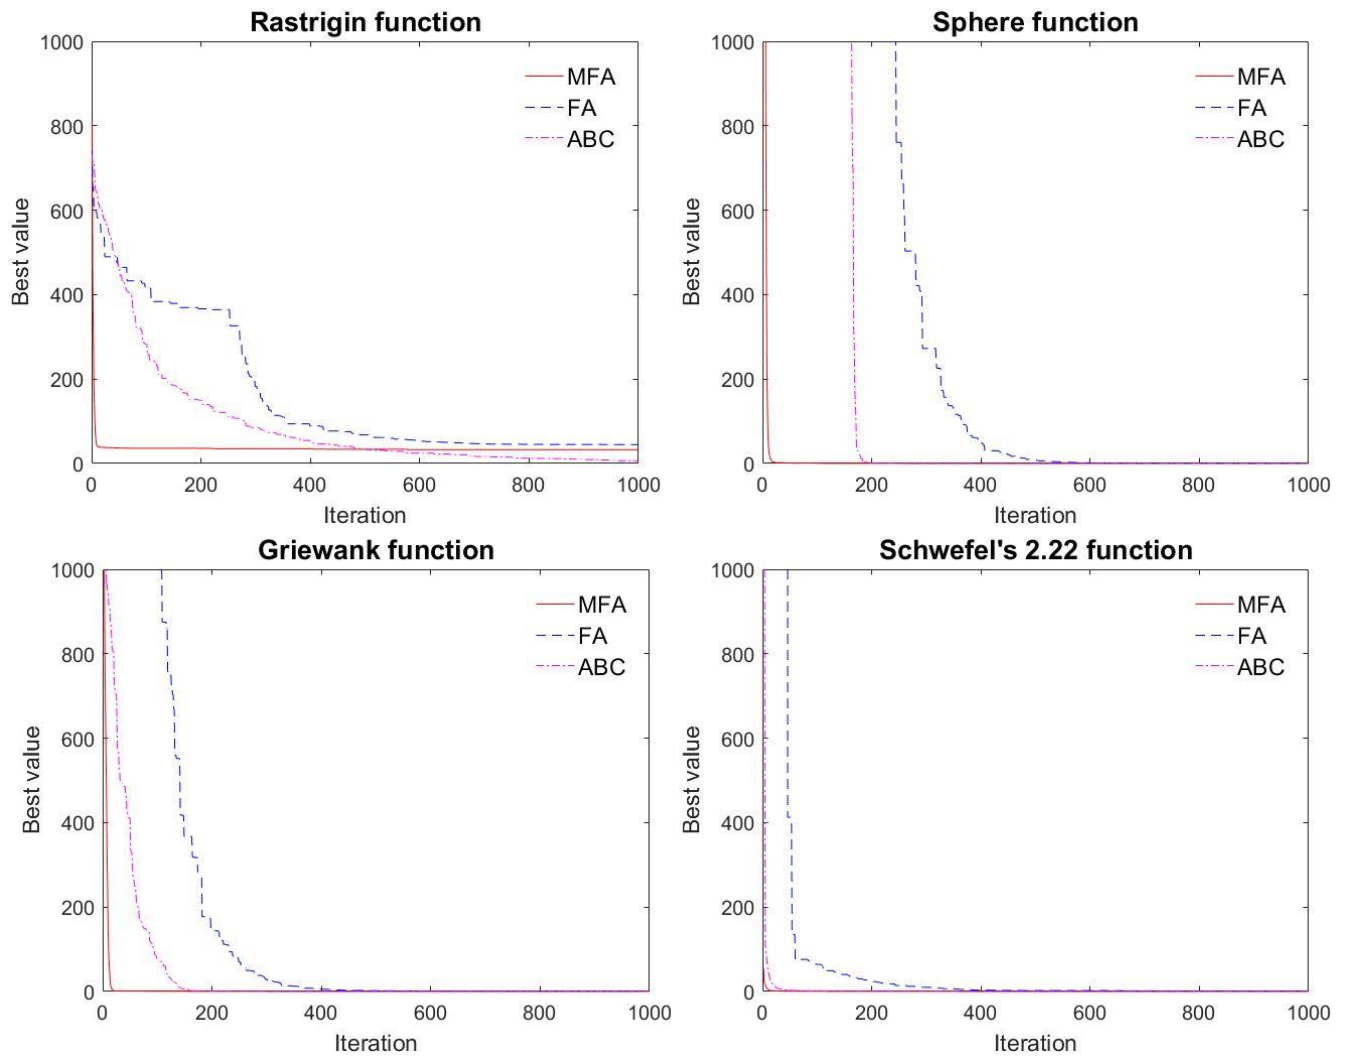 Rastrigin function
1000
800
600
400
200
0
Best value
MFA
FA
ABC
0 200 400 600 800 1000
Iteration
Sphere function
1000
800
600
400
200
0
Best value
MFA
FA
ABC
0 200 400 600 800 1000
Iteration
Griewank function
1000
800
600
400
200
0
Best value
MFA
FA
ABC
0 200 400 600 800 1000
Iteration
Schwefel's 2.22 function
1000
800
600
400
200
0
Best value
MFA
FA
ABC
0 200 400 600 800 1000
Iteration